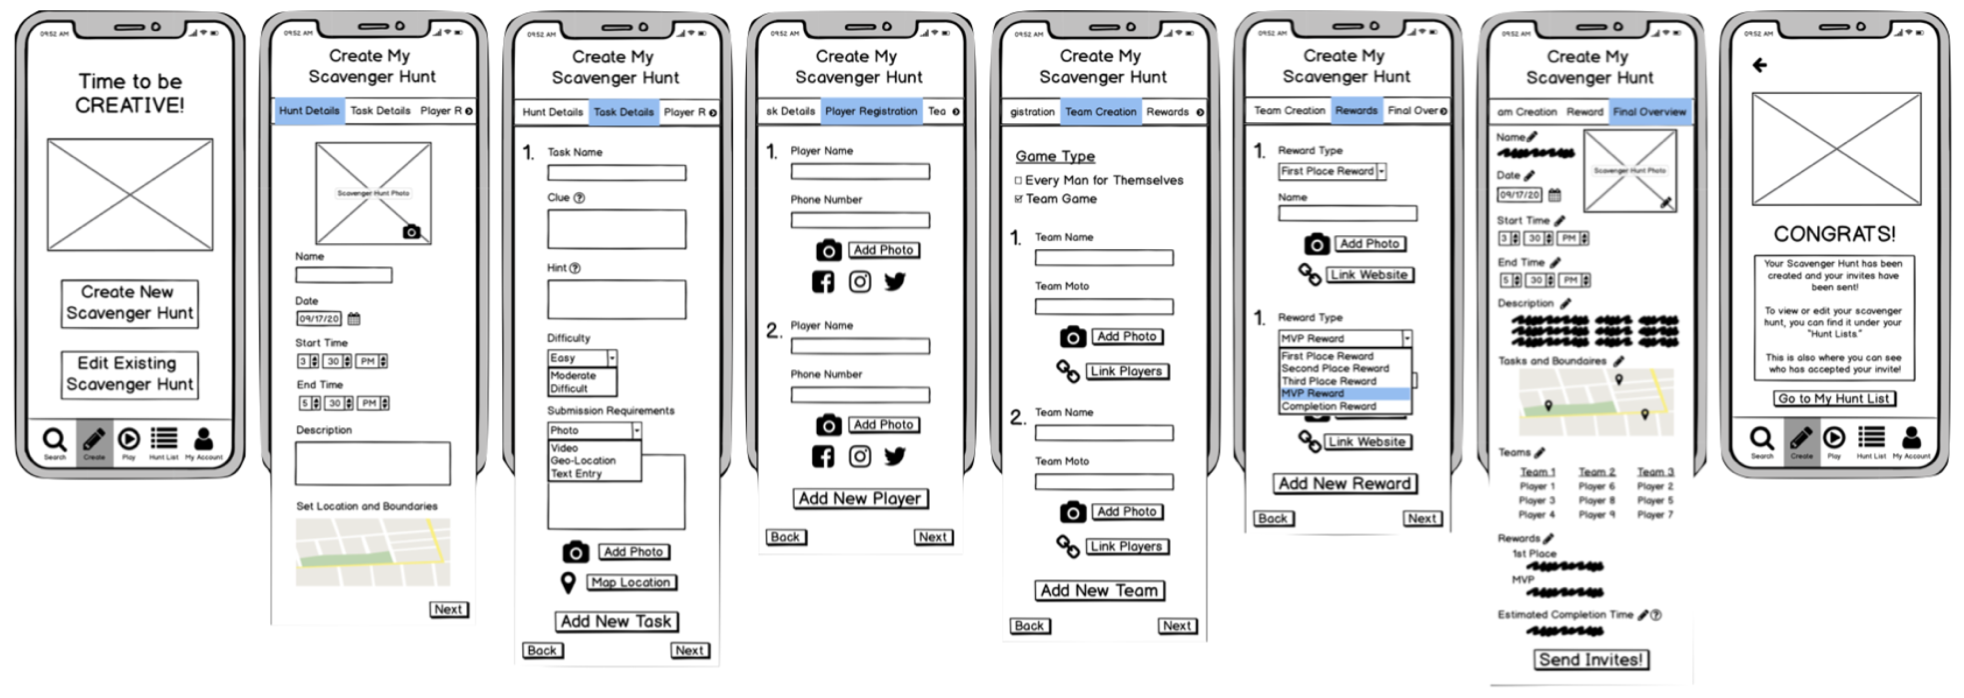 09:52 AM
Time to be
CREATIVE!
Create New
Scavenger Hunt
Edit Existing
Scavenger Hunt
Search
Create
Play
Hunt List
My Account
09:52 AM
Create My
Scavenger Hunt
Hunt Details
Task Details
Player R
Scavenger Hunt Photo
Name
Date
09/17/20
Start Time
3 30 PM
End Time
5 30 PM
Description
Set Location and Boundaries
Next
09:52 AM
Create My
Scavenger Hunt
Hunt Details
Task Details
Player R
1.
Task Name
Clue ?
Hint ?
Difficulty
Easy
Moderate
Difficult
Submission Requirements
Photo
Video
Geo-Location
Text Entry
Add Photo
Map Location
Add New Task
Back
Next
09:52 AM
Create My
Scavenger Hunt
sk Details
Player Registration
Tea
1.
Player Name
Phone Number
Add Photo
2.
Player Name
Phone Number
Add Photo
Add New Player
Back
Next
09:52 AM
Create My
Scavenger Hunt
gistration
Team Creation
Rewards
Game Type
Every Man for Themselves
Team Game
1.
Team Name
Team Moto
Add Photo
Link Players
2.
Team Name
Team Moto
Add Photo
Link Players
Add New Team
Back
Next
09:52 AM
Create My
Scavenger Hunt
Team Creation
Rewards
Final Over
1.
Reward Type
First Place Reward
Name
Add Photo
Link Website
1.
Reward Type
MVP Reward
First Place Reward
Second Place Reward
Third Place Reward
MVP Reward
Completion Reward
Link Website
Add New Reward
Back
Next
09:52 AM
Create My
Scavenger Hunt
am Creation
Reward
Final Overview
Name
Scavenger Hunt Photo
Date
09/17/20
Start Time
3 30 PM
End Time
5 30 PM
Description
Tasks and Boundaires
Teams
Team 1 Team 2 Team 3
Player 1 Player 6 Player 2
Player 3 Player 8 Player 5
Player 4 Player 9 Player 7
Rewards
1st Place
MVP
Estimated Completion Time ?
Send Invites!
09:52 AM
CONGRATS!
Your Scavenger Hunt has been
created and your invites have
been sent!
To view or edit your scavenger
hunt, you can find it under your
"Hunt Lists."
This is also where you can see
who has accepted your invite!
Go to My Hunt List
Search
Create
Play
Hunt List
My Account